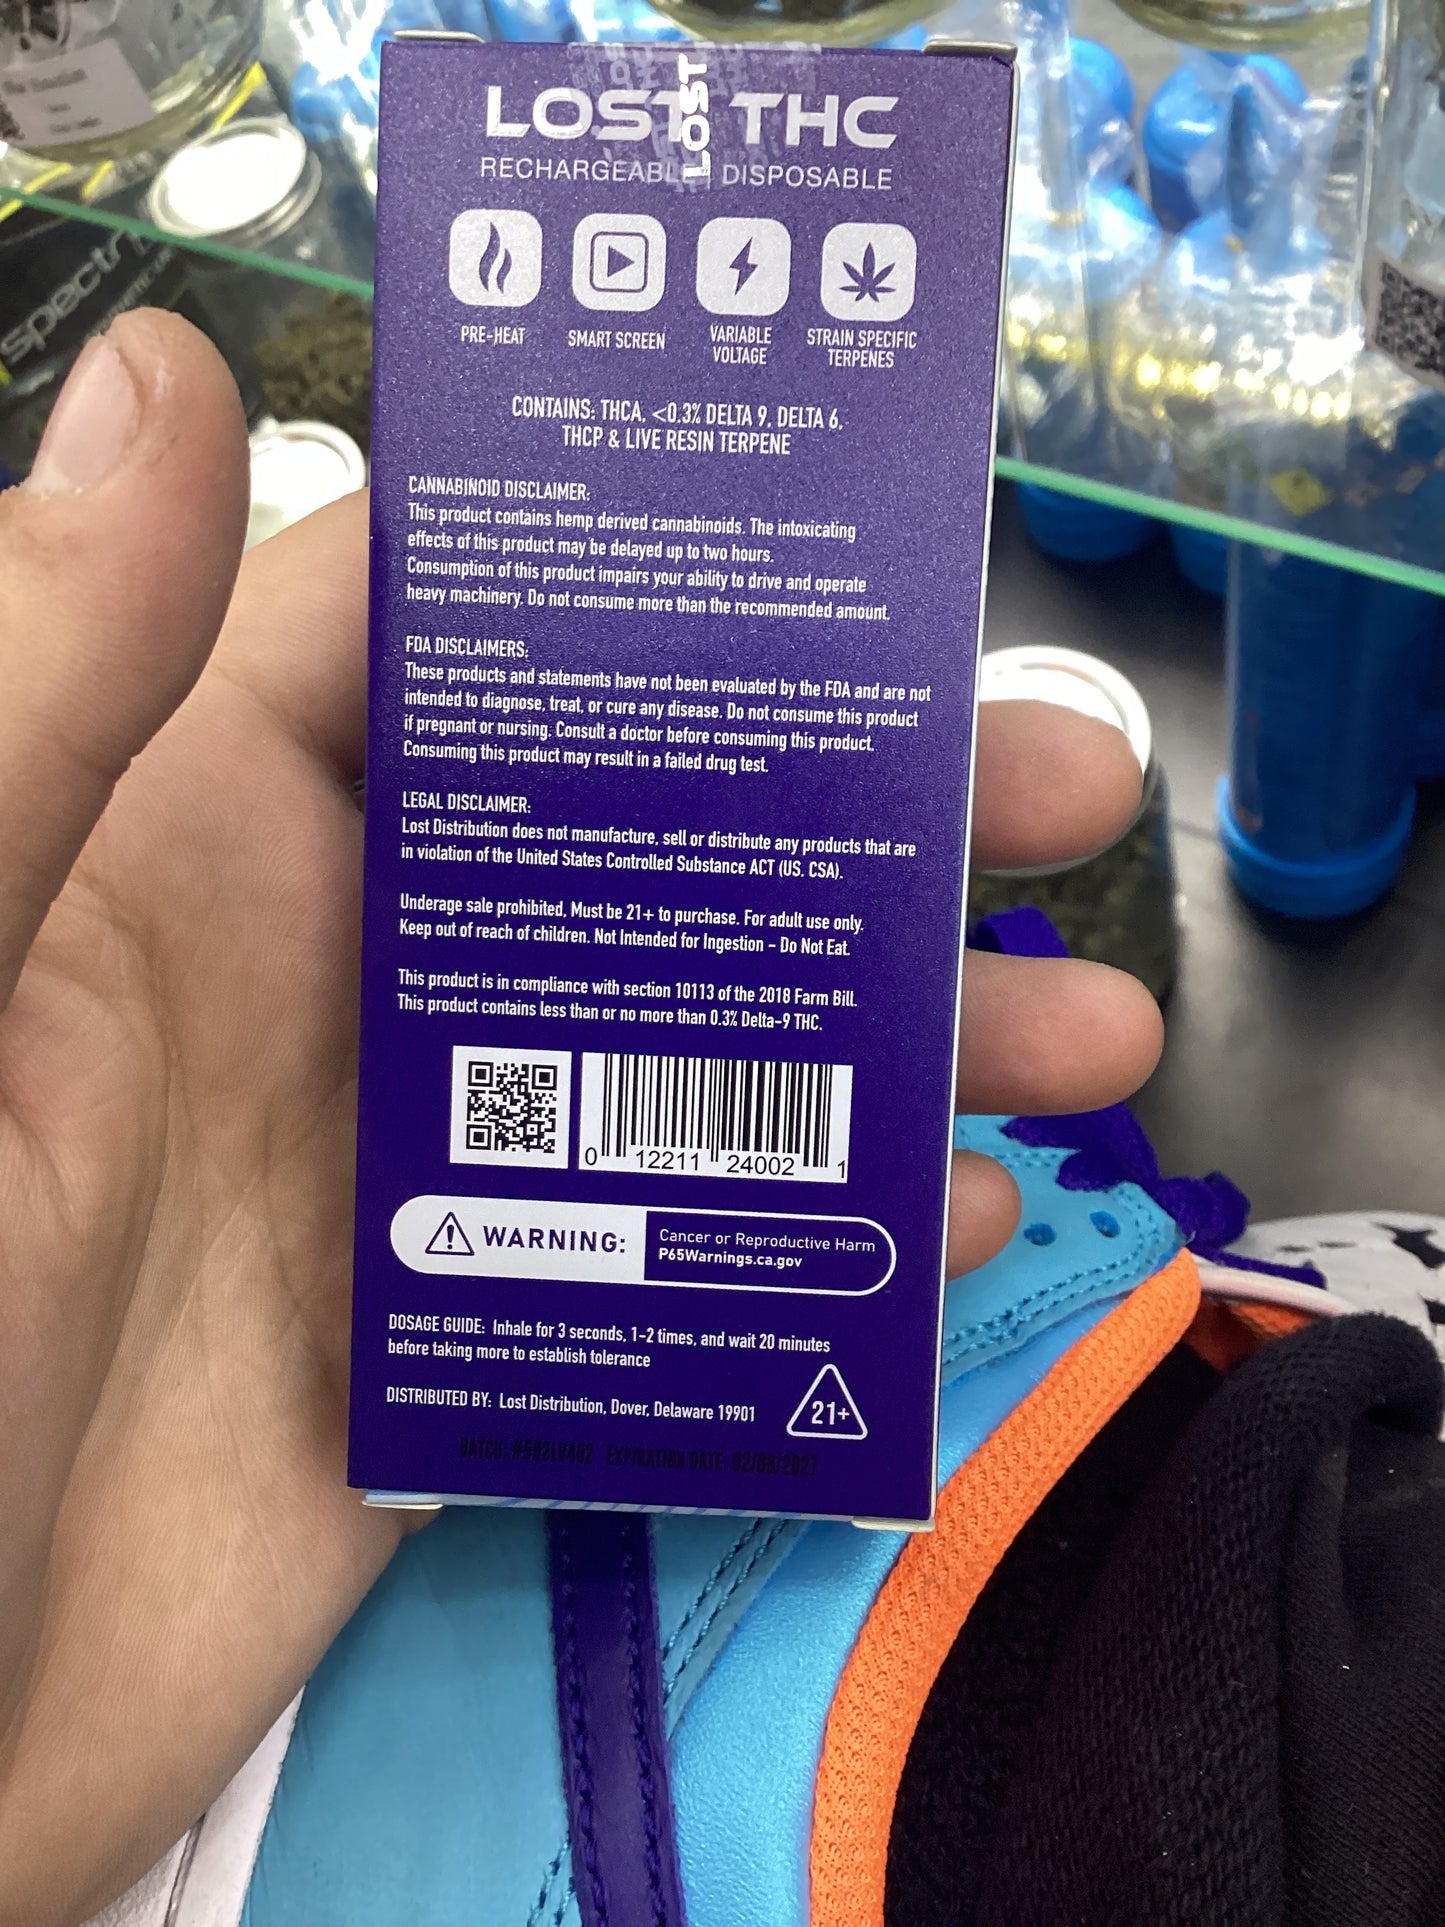 LOST THC
LOST
RECHARGEABLE DISPOSABLE
PRE-HEAT
SMART SCREEN
VARIABLE
VOLTAGE
STRAIN SPECIFIC
TERPENES
CONTAINS: THCA, <0.3% DELTA 9, DELTA 6,
THCP & LIVE RESIN TERPENE
CANNABINOID DISCLAIMER:
This product contains hemp derived cannabinoids. The intoxicating
effects of this product may be delayed up to two hours.
Consumption of this product impairs your ability to drive and operate
heavy machinery. Do not consume more than the recommended amount.
FDA DISCLAIMERS:
These products and statements have not been evaluated by the FDA and are not
intended to diagnose, treat, or cure any disease. Do not consume this product
if pregnant or nursing. Consult a doctor before consuming this product.
Consuming this product may result in a failed drug test.
LEGAL DISCLAIMER:
Lost Distribution does not manufacture, sell or distribute any products that are
in violation of the United States Controlled Substance ACT (US. CSA).
Underage sale prohibited, Must be 21+ to purchase. For adult use only.
Keep out of reach of children. Not Intended for Ingestion - Do Not Eat.
This product is in compliance with section 10113 of the 2018 Farm Bill.
This product contains less than or no more than 0.3% Delta-9 THC.
0 12211 24002 1
WARNING:
Cancer or Reproductive Harm
P65Warnings.ca.gov
DOSAGE GUIDE: Inhale for 3 seconds, 1-2 times, and wait 20 minutes
before taking more to establish tolerance
DISTRIBUTED BY: Lost Distribution, Dover, Delaware 19901
21+
BATCH: #502LV402 EXPIRATION DATE: 02/08/2027
spectr